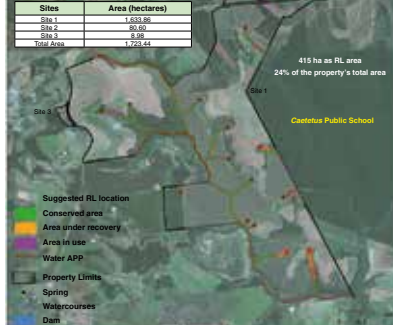 Sites Area (hectares)
Site 1 1,633.86
Site 2 80.60
Site 3 8.98
Total Area 1,723.44
415 ha as RL area
24% of the property's total area
Site 1
Site 3
Caetetus Public School
Suggested RL location
Conserved area
Area under recovery
Area in use
Water APP
Property Limits
Spring
Watercourses
Dam